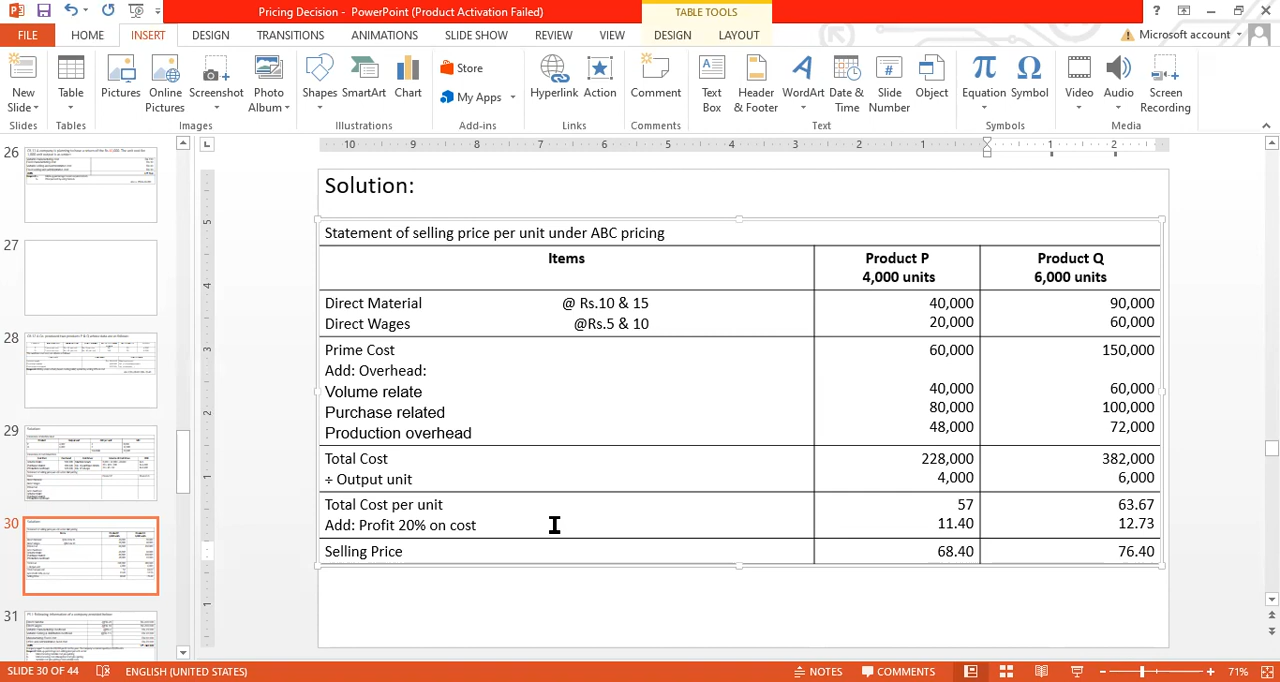 Pricing Decision - PowerPoint (Product Activation Failed)
TABLE TOOLS
FILE HOME INSERT DESIGN TRANSITIONS ANIMATIONS SLIDE SHOW REVIEW VIEW DESIGN LAYOUT Microsoft account
New Slide Table Pictures Online Pictures Screenshot Photo Album Shapes SmartArt Chart Store My Apps Hyperlink Action Comment Text Box Header & Footer WordArt Date & Time Slide Number Object Equation Symbol Video Audio Screen Recording
Slides Tables Images Illustrations Add-ins Links Comments Text Symbols Media
Solution:
Statement of selling price per unit under ABC pricing
Items Product P 4,000 units Product Q 6,000 units
Direct Material @ Rs.10 & 15 40,000 90,000
Direct Wages @Rs.5 & 10 20,000 60,000
Prime Cost 60,000 150,000
Add: Overhead:
Volume relate 40,000 60,000
Purchase related 80,000 100,000
Production overhead 48,000 72,000
Total Cost 228,000 382,000
÷ Output unit 4,000 6,000
Total Cost per unit 57 63.67
Add: Profit 20% on cost 11.40 12.73
Selling Price 68.40 76.40
26
27
28
29
30
31
SLIDE 30 OF 44 ENGLISH (UNITED STATES) NOTES COMMENTS 71%